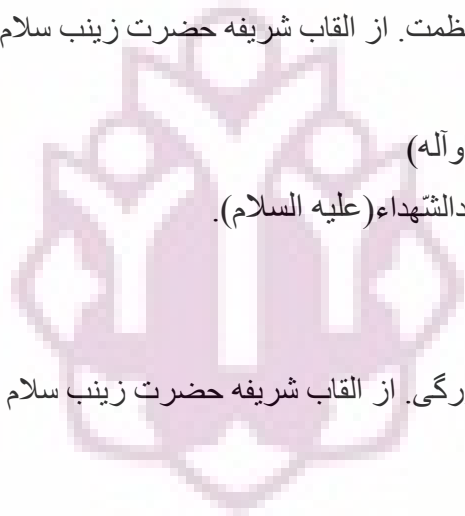 ظمت. از القاب شریفه حضرت زینب سلام
وآله)
دالشّهداء(علیه السلام).
رگی. از القاب شریفه حضرت زینب سلام